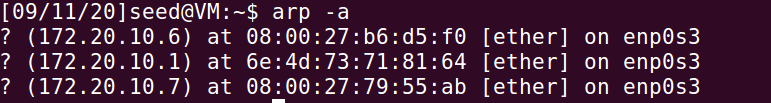 [09/11/20]seed@VM:~$ arp -a
? (172.20.10.6) at 08:00:27:b6:d5:f0 [ether] on enp0s3
? (172.20.10.1) at 6e:4d:73:71:81:64 [ether] on enp0s3
? (172.20.10.7) at 08:00:27:79:55:ab [ether] on enp0s3